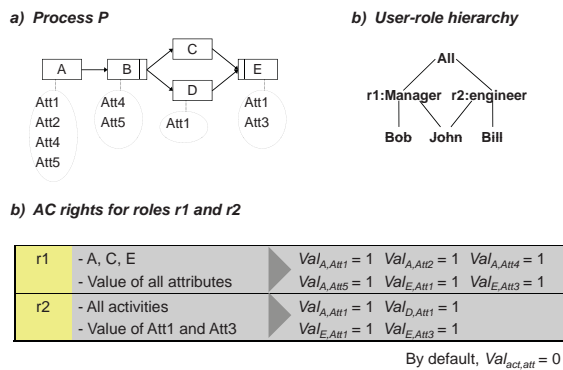 a) Process P
b) User-role hierarchy
A
B
C
D
E
Att1
Att2
Att4
Att5
Att4
Att5
Att1
Att1
Att3
All
r1:Manager r2:engineer
Bob John Bill
b) AC rights for roles r1 and r2
r1 - A, C, E Val_A,Att1 = 1 Val_A,Att2 = 1 Val_A,Att4 = 1
- Value of all attributes Val_A,Att5 = 1 Val_E,Att1 = 1 Val_E,Att3 = 1
r2 - All activities Val_A,Att1 = 1 Val_D,Att1 = 1
- Value of Att1 and Att3 Val_E,Att1 = 1 Val_E,Att3 = 1
By default, Val_act,att = 0